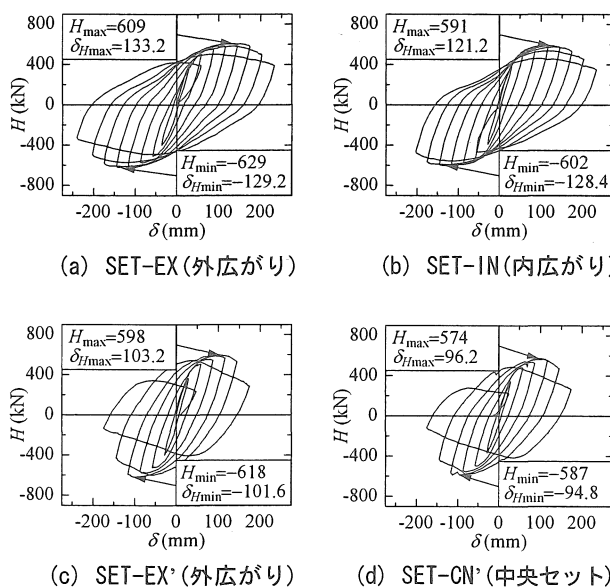 H_max=609
δ_Hmax=133.2
H_min=−629
δ_Hmin=−129.2
800
400
0
-400
-800
H (kN)
-200 -100 0 100 200
δ (mm)
(a) SET-EX(外広がり)
H_max=591
δ_Hmax=121.2
H_min=−602
δ_Hmin=−128.4
800
400
0
-400
-800
H (kN)
-200 -100 0 100 200
δ (mm)
(b) SET-IN(内広がり)
H_max=598
δ_Hmax=103.2
H_min=−618
δ_Hmin=−101.6
800
400
0
-400
-800
H (kN)
-200 -100 0 100 200
δ (mm)
(c) SET-EX'(外広がり)
H_max=574
δ_Hmax=96.2
H_min=−587
δ_Hmin=−94.8
800
400
0
-400
-800
H (kN)
-200 -100 0 100 200
δ (mm)
(d) SET-CN'(中央セット)